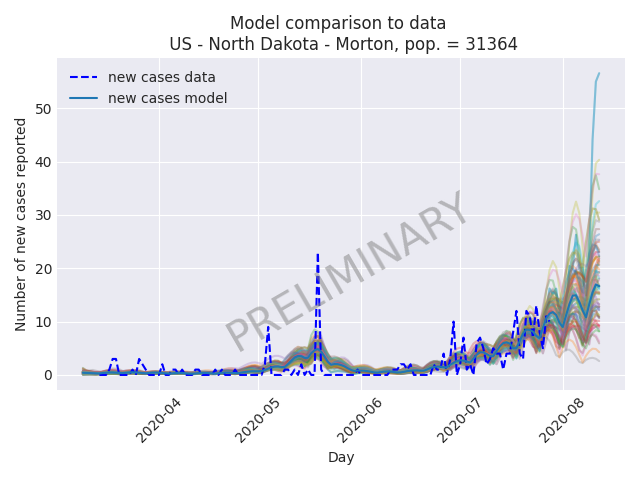 Model comparison to data
US - North Dakota - Morton, pop. = 31364
new cases data
new cases model
Number of new cases reported
50
40
30
20
10
0
PRELIMINARY
2020-04
2020-05
2020-06
2020-07
2020-08
Day